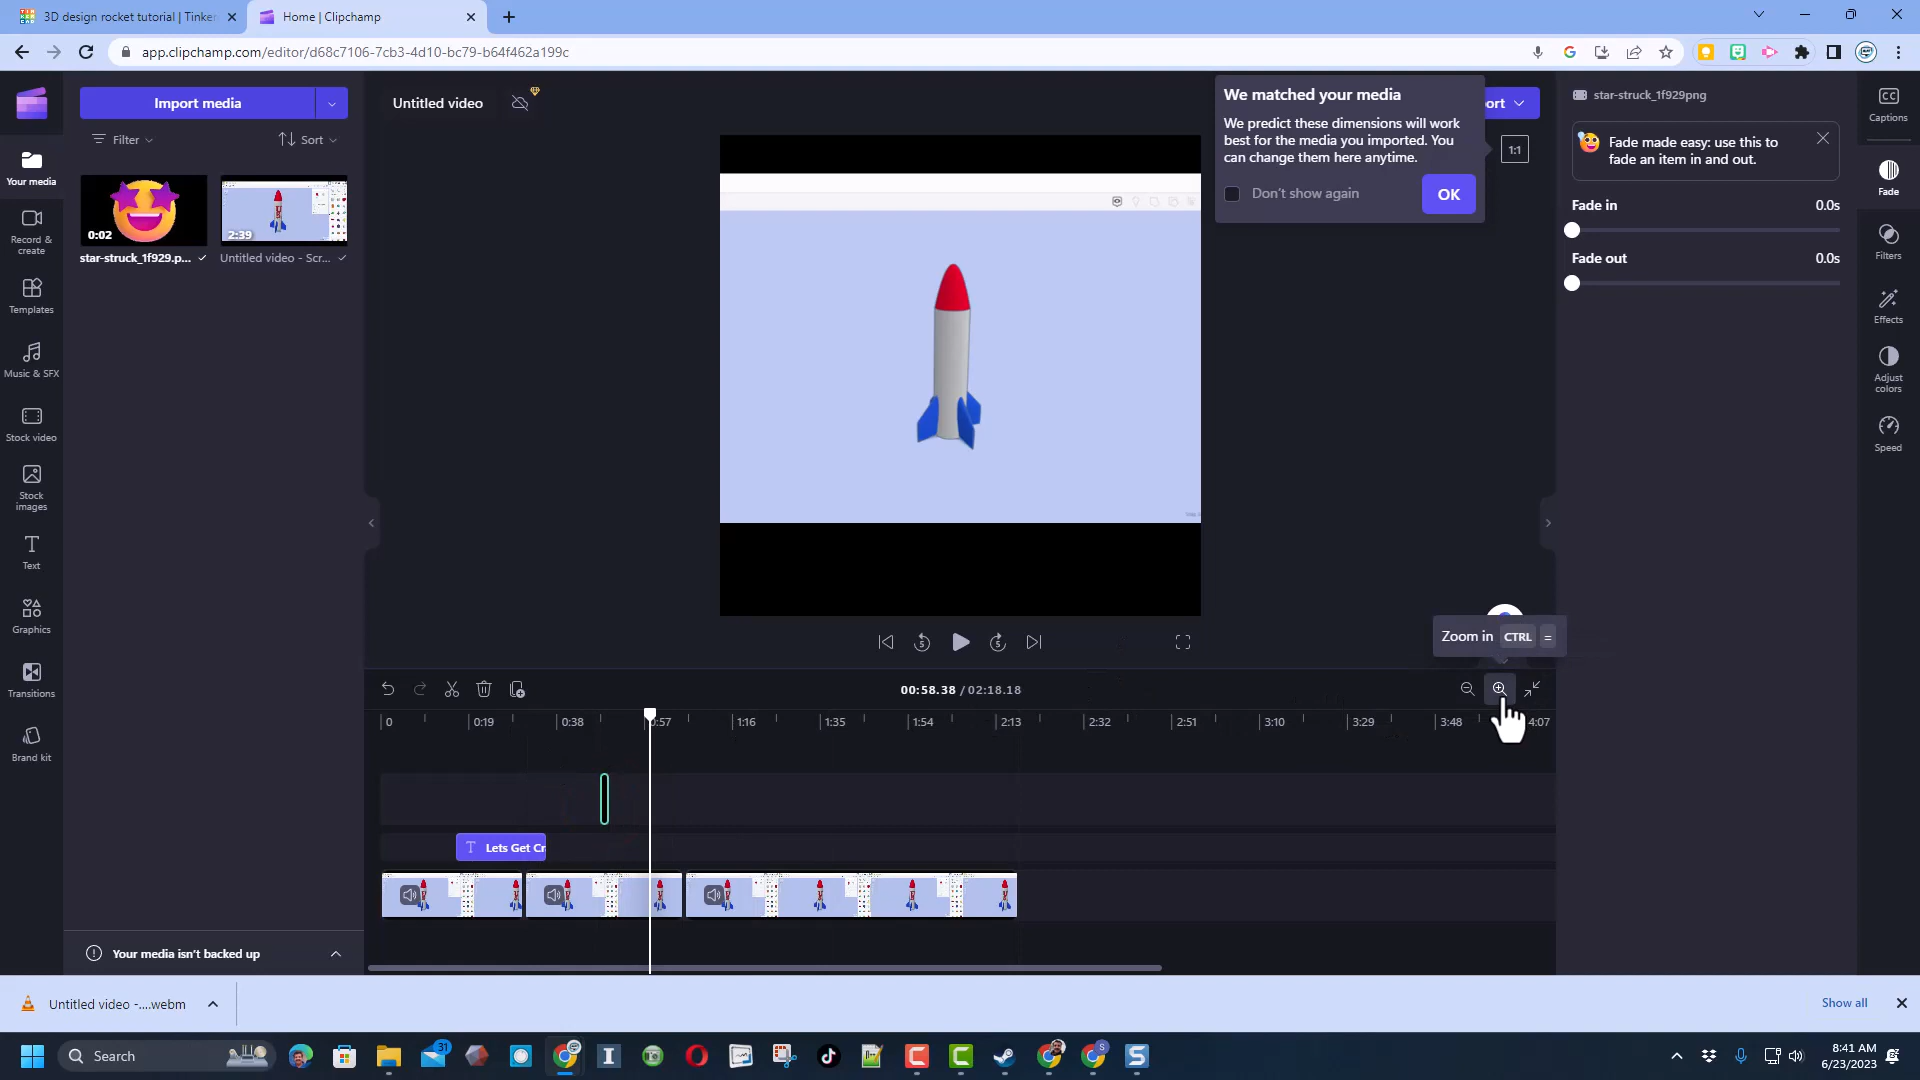 3D design rocket tutorial | Tinker
Home | Clipchamp
app.clipchamp.com/editor/d68c7106-7cb3-4d10-bc79-b64f462a199c
Import media
Filter
Sort
0:02
2:39
star-struck_1f929.p...
Untitled video - Scr...
Your media
Record &
create
Templates
Music & SFX
Stock video
Stock
images
Text
Graphics
Transitions
Brand kit
Your media isn't backed up
Untitled video
We matched your media
We predict these dimensions will work
best for the media you imported. You
can change them here anytime.
Don't show again
OK
ort
1:1
star-struck_1f929png
Fade made easy: use this to
fade an item in and out.
Fade in
0.0s
Fade out
0.0s
CC
Captions
Fade
Filters
Effects
Adjust
colors
Speed
5
5
Zoom in CTRL =
00:58.38 / 02:18.18
0
0:19
0:38
0:57
1:16
1:35
1:54
2:13
2:32
2:51
3:10
3:29
3:48
4:07
T Lets Get Cr
Untitled video -....webm
Show all
Search
31
8:41 AM
6/23/2023